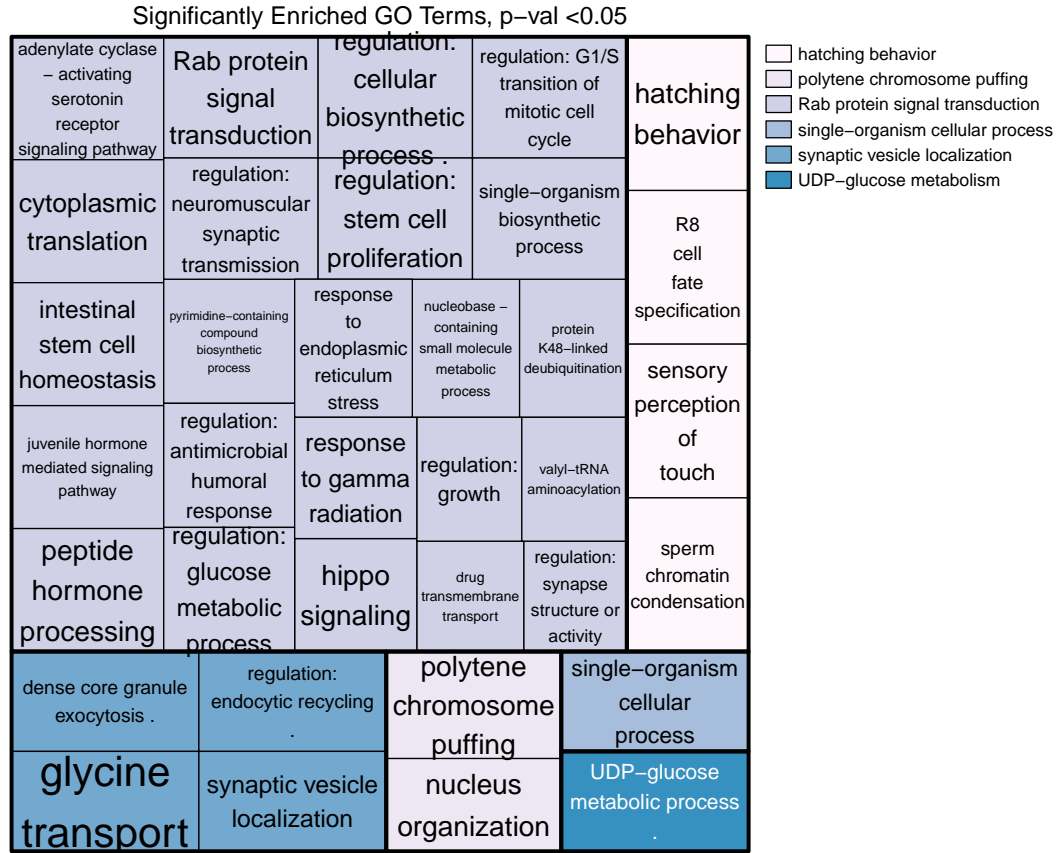 Significantly Enriched GO Terms, p−val <0.05
adenylate cyclase
− activating
serotonin
receptor
signaling pathway
Rab protein
signal
transduction
regulation:
cellular
biosynthetic
process .
regulation: G1/S
transition of
mitotic cell
cycle
hatching
behavior
cytoplasmic
translation
regulation:
neuromuscular
synaptic
transmission
regulation:
stem cell
proliferation
single−organism
biosynthetic
process
R8
cell
fate
specification
intestinal
stem cell
homeostasis
pyrimidine−containing
compound
biosynthetic
process
response
to
endoplasmic
reticulum
stress
nucleobase −
containing
small molecule
metabolic
process
protein
K48−linked
deubiquitination
sensory
perception
of
touch
juvenile hormone
mediated signaling
pathway
regulation:
antimicrobial
humoral
response
response
to gamma
radiation
regulation:
growth
valyl−tRNA
aminoacylation
sperm
chromatin
condensation
peptide
hormone
processing
regulation:
glucose
metabolic
process
hippo
signaling
drug
transmembrane
transport
regulation:
synapse
structure or
activity
dense core granule
exocytosis .
regulation:
endocytic recycling
.
polytene
chromosome
puffing
single−organism
cellular
process
glycine
transport
synaptic vesicle
localization
nucleus
organization
UDP−glucose
metabolic process
.
hatching behavior
polytene chromosome puffing
Rab protein signal transduction
single−organism cellular process
synaptic vesicle localization
UDP−glucose metabolism